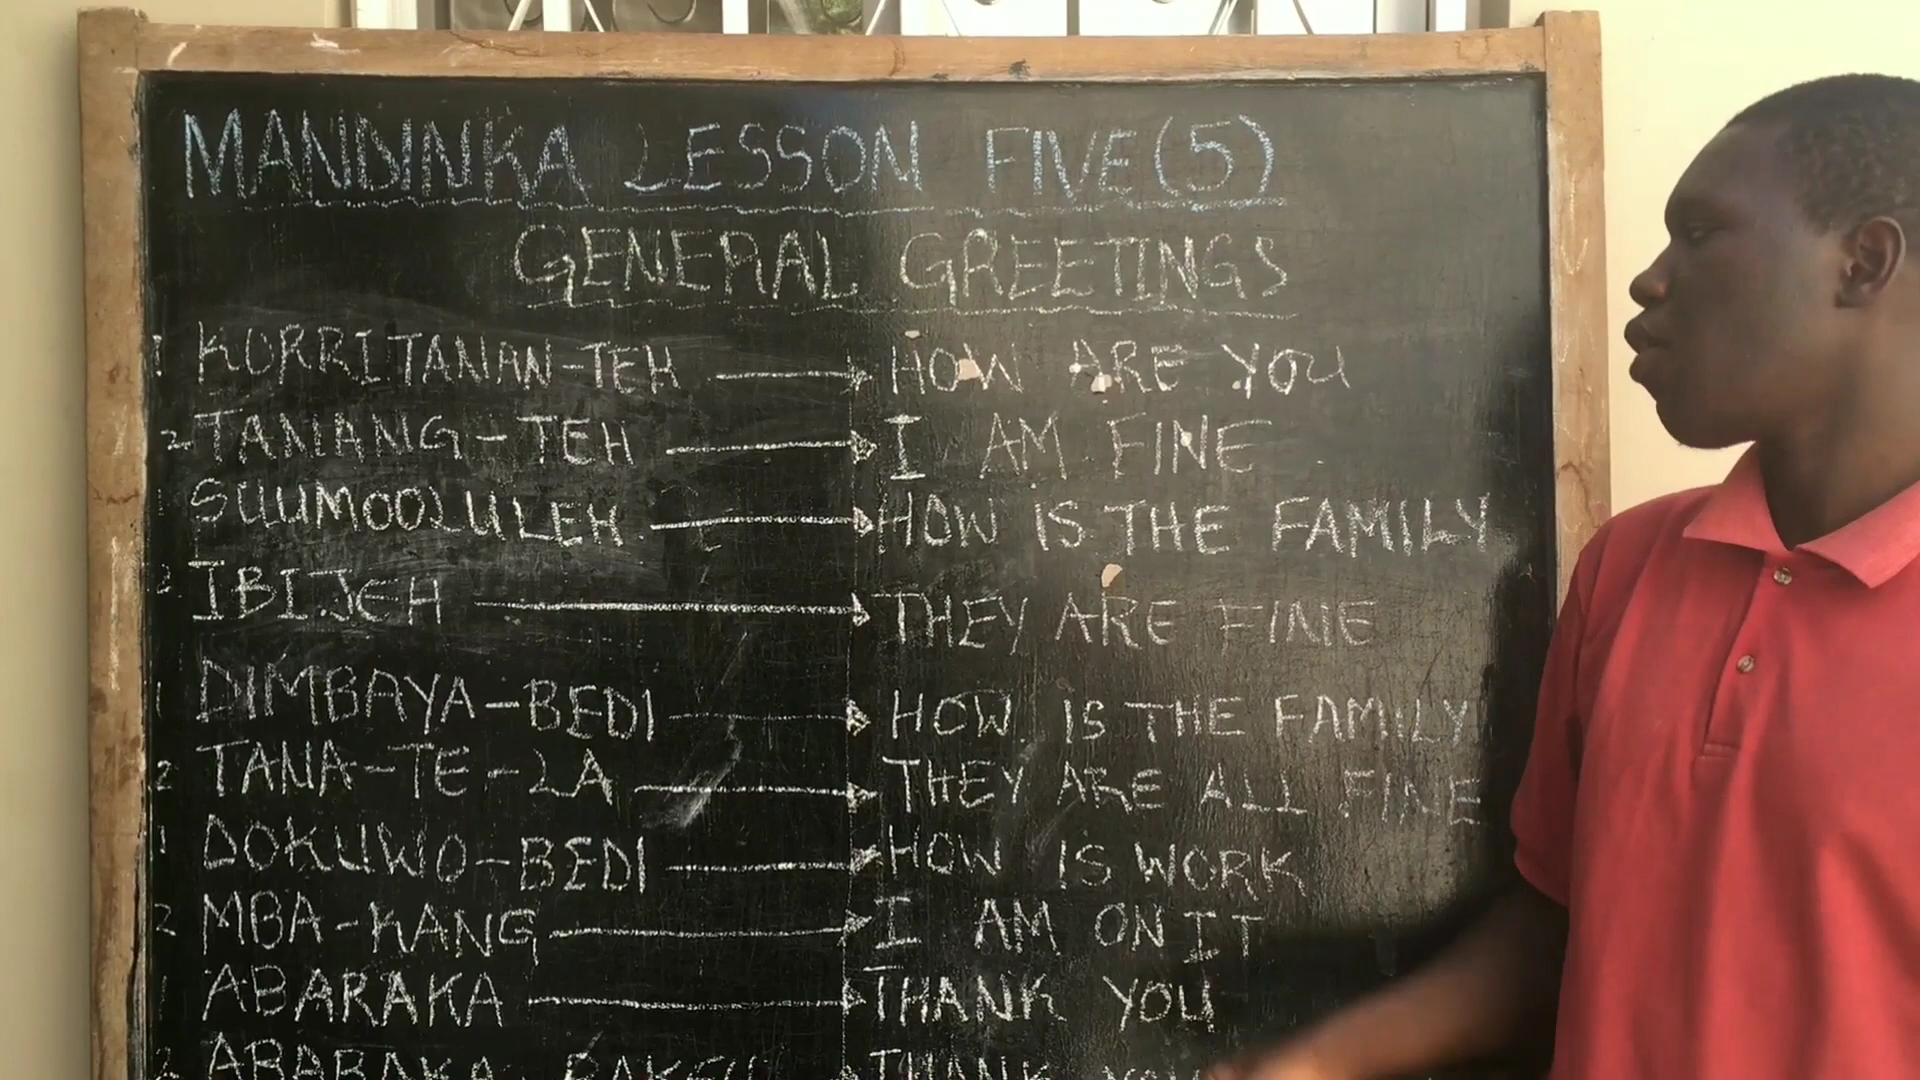 MANDINKA LESSON FIVE (5)
GENERAL GREETINGS
1 KORRITANAN-TEH → HOW ARE YOU
2 TANANG-TEH → I AM FINE
1 SUUMOOLULEH → HOW IS THE FAMILY
2 IBIJEH → THEY ARE FINE
1 DIMBAYA-BEDI → HOW IS THE FAMILY
2 TANA-TE-LA → THEY ARE ALL FINE
1 DOKUWO-BEDI → HOW IS WORK
2 MBA-KANG → I AM ON IT
1 ABARAKA → THANK YOU
2 ABARAKA → THANK YOU